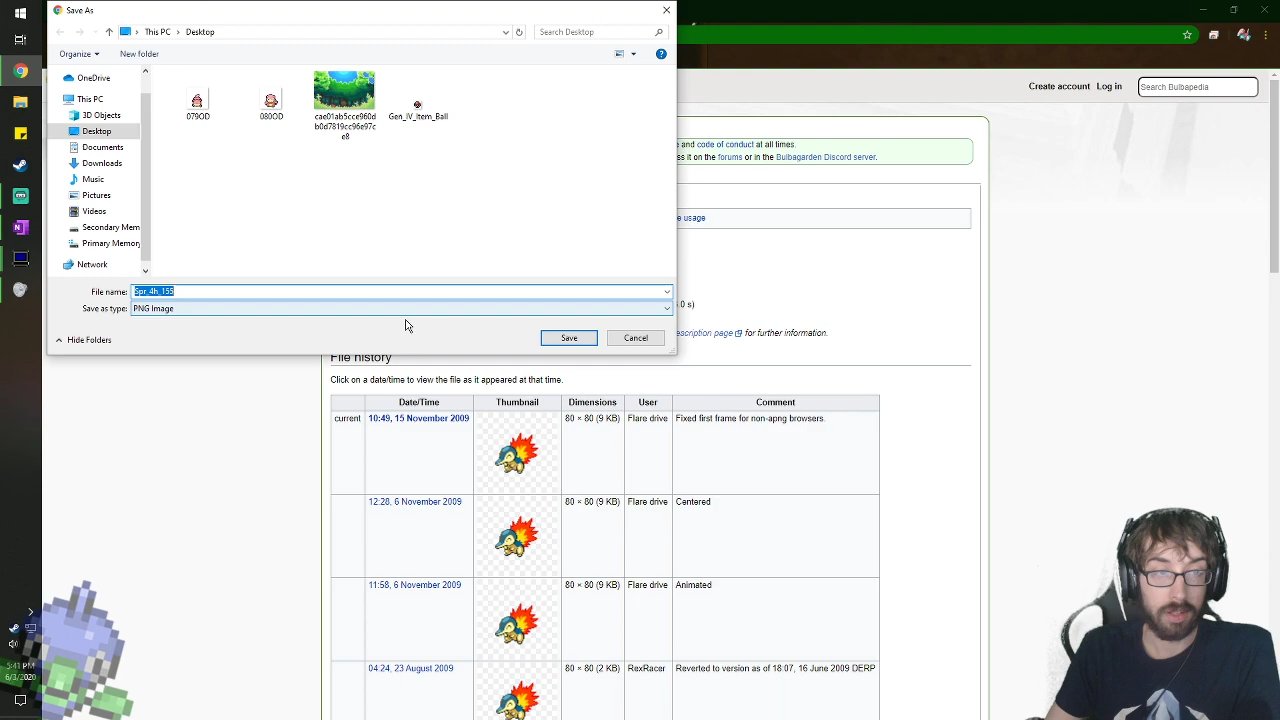 Save As
This PC
Desktop
Search Desktop
Organize
New folder
OneDrive
This PC
3D Objects
Desktop
Documents
Downloads
Music
Pictures
Videos
Secondary Mem
Primary Memory
Network
079OD
080OD
cae01ab5cce960d
b0d7819cc96e97c
e8
Gen_IV_Item_Ball
File name:
Spr_4h_155
Save as type:
PNG Image
Hide Folders
Save
Cancel
Create account
Log in
Search Bulbapedia
e and code of conduct at all times.
ss it on the forums or in the Bulbagarden Discord server.
e usage
.0 s)
escription page for further information.
File history
Click on a date/time to view the file as it appeared at that time.
Date/Time Thumbnail Dimensions User Comment
current 10:49, 15 November 2009 80 × 80 (9 KB) Flare drive Fixed first frame for non-apng browsers.
12:28, 6 November 2009 80 × 80 (9 KB) Flare drive Centered
11:58, 6 November 2009 80 × 80 (9 KB) Flare drive Animated
04:24, 23 August 2009 80 × 80 (2 KB) RexRacer Reverted to version as of 18:07, 16 June 2009 DERP
5:41 PM
6/3/2020